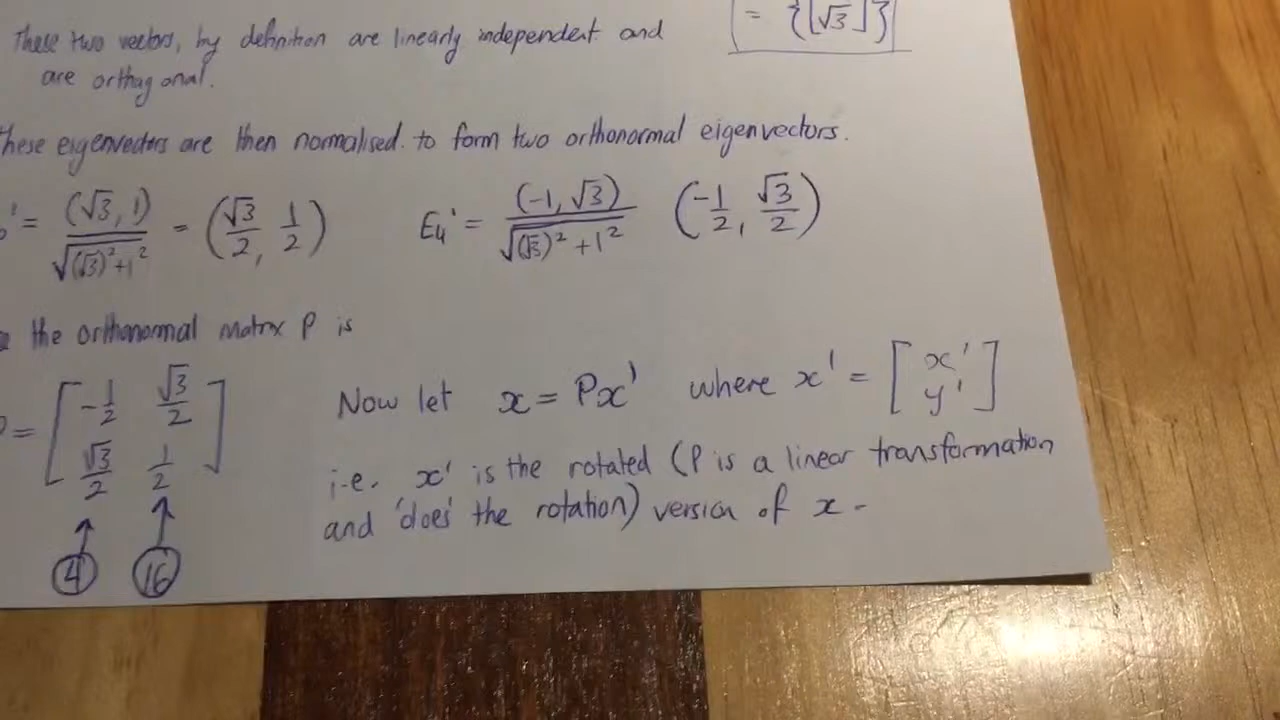 = {[√3]}
These two vectors, by definition are linearly independent and
are orthagonal.
These eigenvectors are then normalised. to form two orthonormal eigenvectors.
' = (√3, 1) / √((√3)²+1²) = (√3/2, 1/2) E₄' = (-1, √3) / √((√3)²+1²) (-1/2, √3/2)
the orthonormal matrix P is
= [-1/2 √3/2
√3/2 1/2]
4 16
Now let x = Px' where x' = [x'
y']
i.e. x' is the rotated (P is a linear transformation
and 'does' the rotation) version of x -